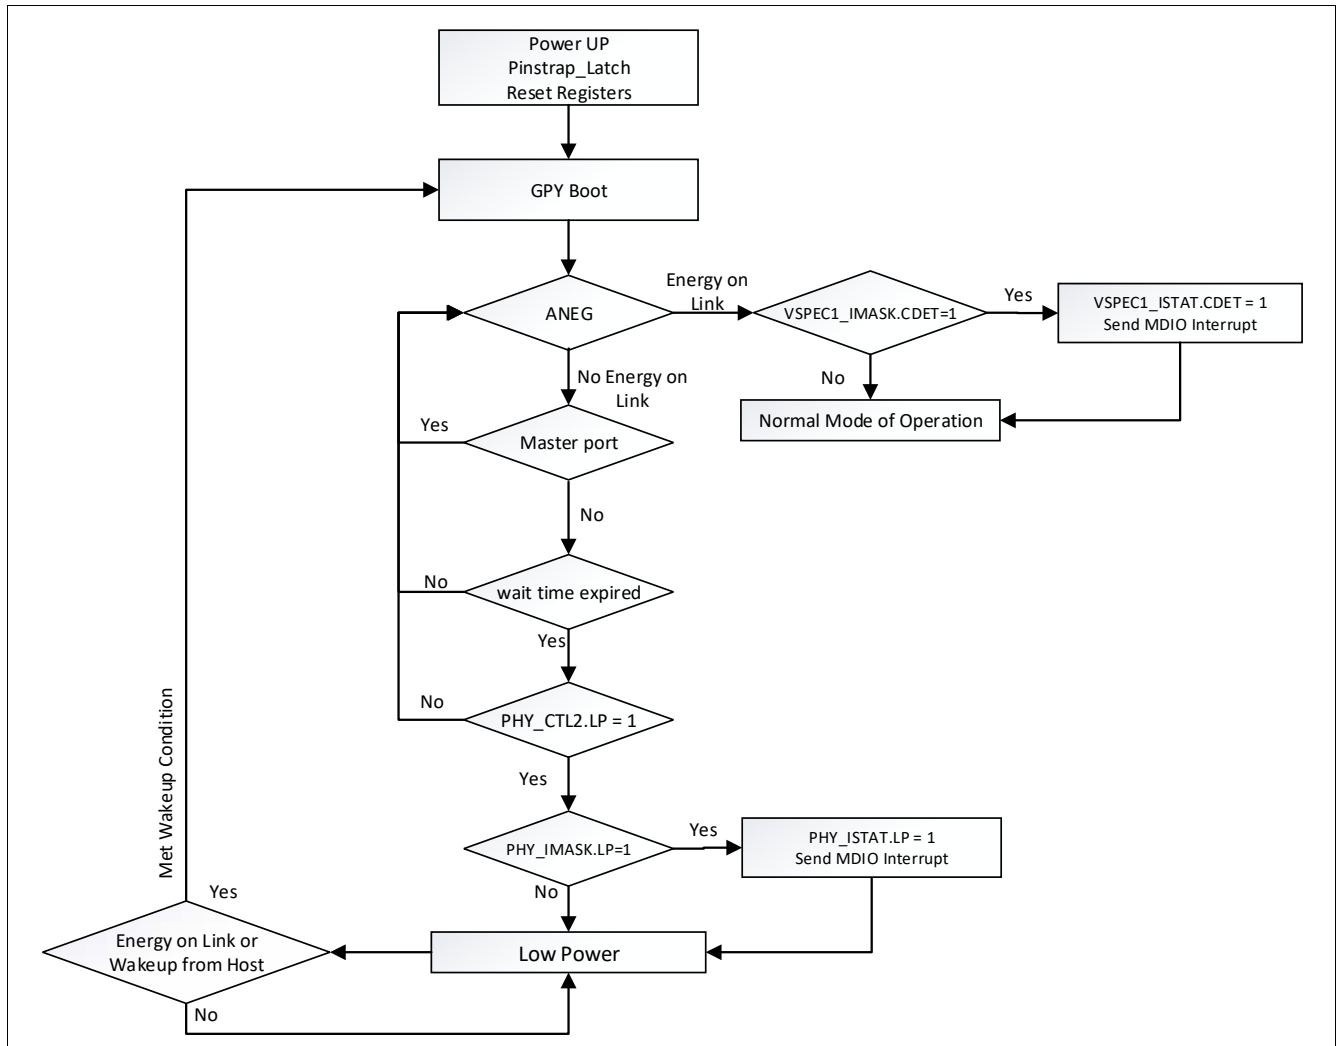 Power UP
Pinstrap_Latch
Reset Registers
GPY Boot
ANEG
Energy on
Link
VSPEC1_IMASK.CDET=1
Yes
VSPEC1_ISTAT.CDET = 1
Send MDIO Interrupt
No
Normal Mode of Operation
No Energy on
Link
Yes
Master port
No
No
wait time expired
Yes
No
PHY_CTL2.LP = 1
Yes
PHY_IMASK.LP=1
Yes
PHY_ISTAT.LP = 1
Send MDIO Interrupt
No
Low Power
Met Wakeup Condition
Yes
Energy on Link or
Wakeup from Host
No